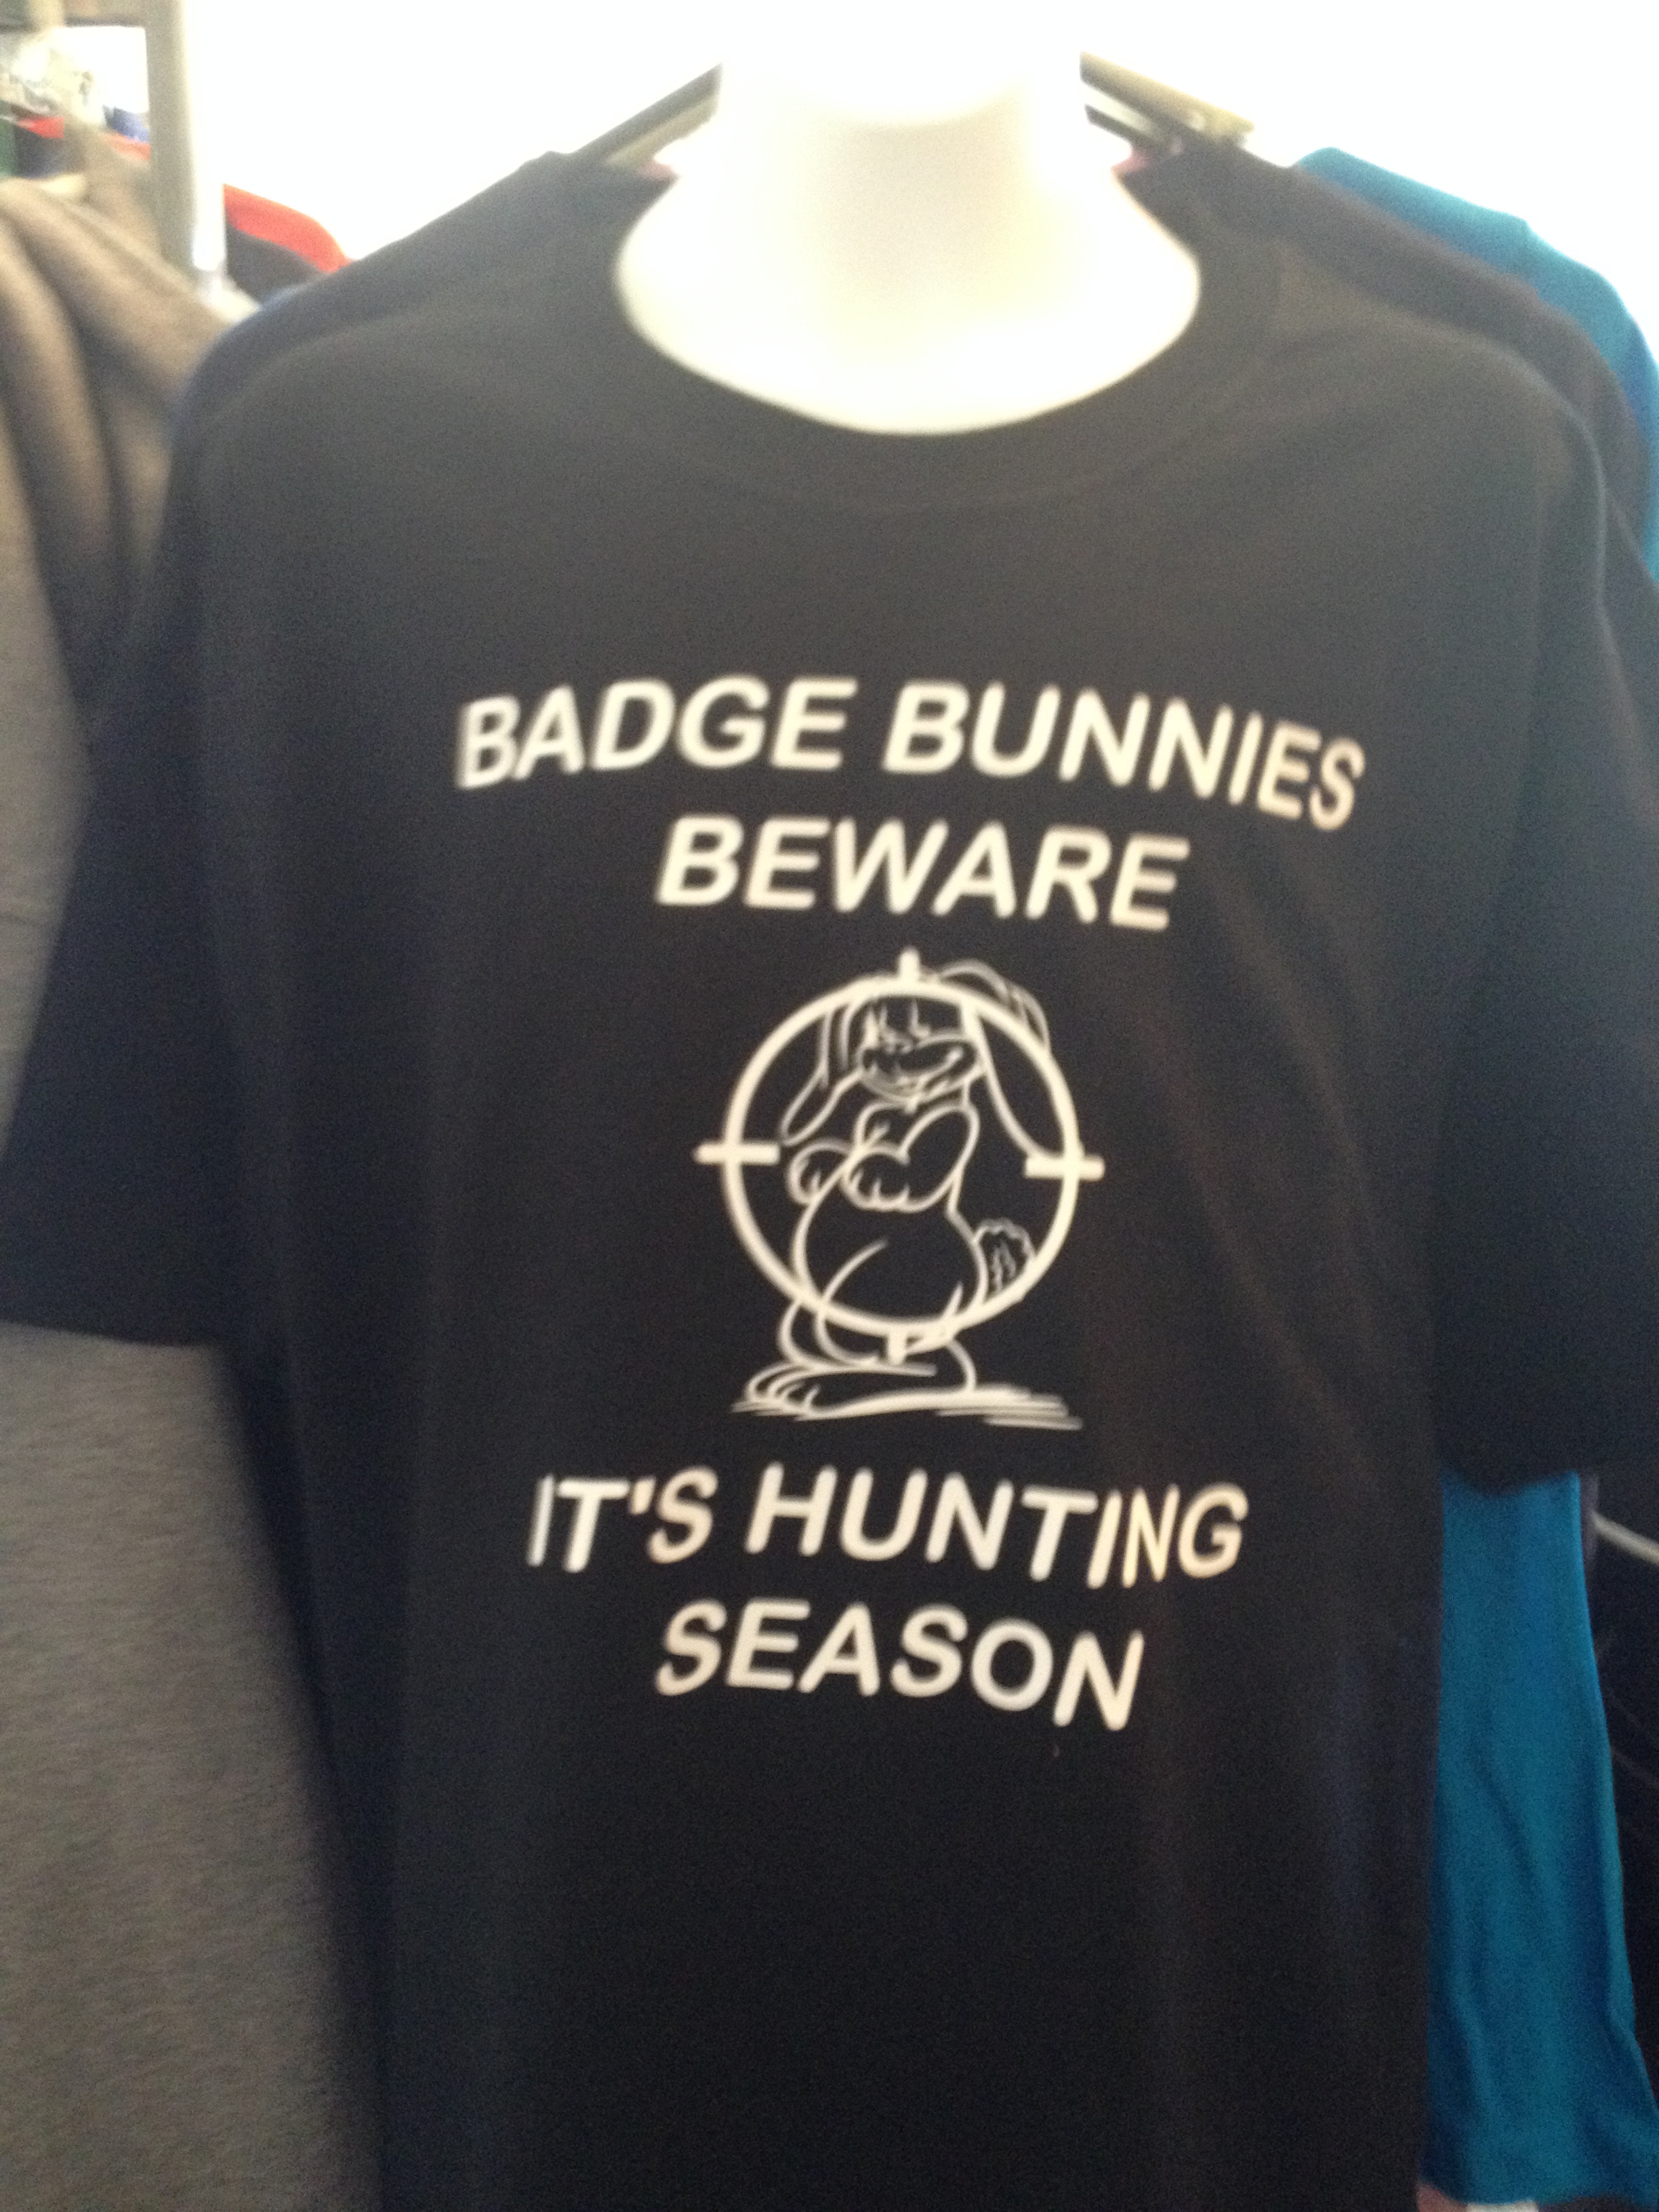 BADGE BUNNIES
BEWARE
IT'S HUNTING
SEASON